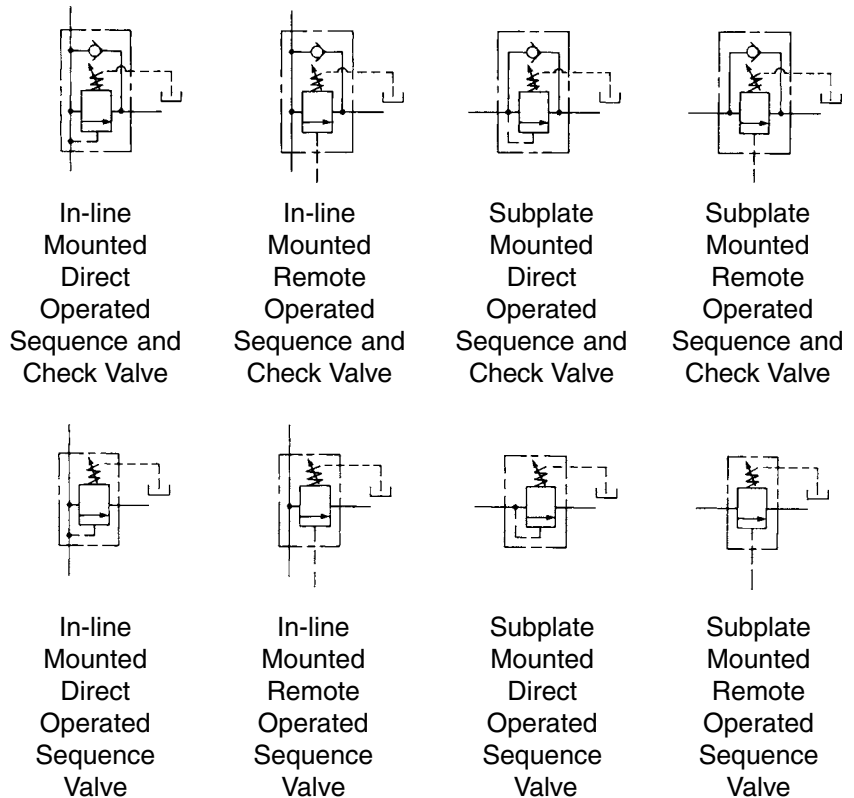 In-line
Mounted
Direct
Operated
Sequence and
Check Valve
In-line
Mounted
Remote
Operated
Sequence and
Check Valve
Subplate
Mounted
Direct
Operated
Sequence and
Check Valve
Subplate
Mounted
Remote
Operated
Sequence and
Check Valve
In-line
Mounted
Direct
Operated
Sequence
Valve
In-line
Mounted
Remote
Operated
Sequence
Valve
Subplate
Mounted
Direct
Operated
Sequence
Valve
Subplate
Mounted
Remote
Operated
Sequence
Valve